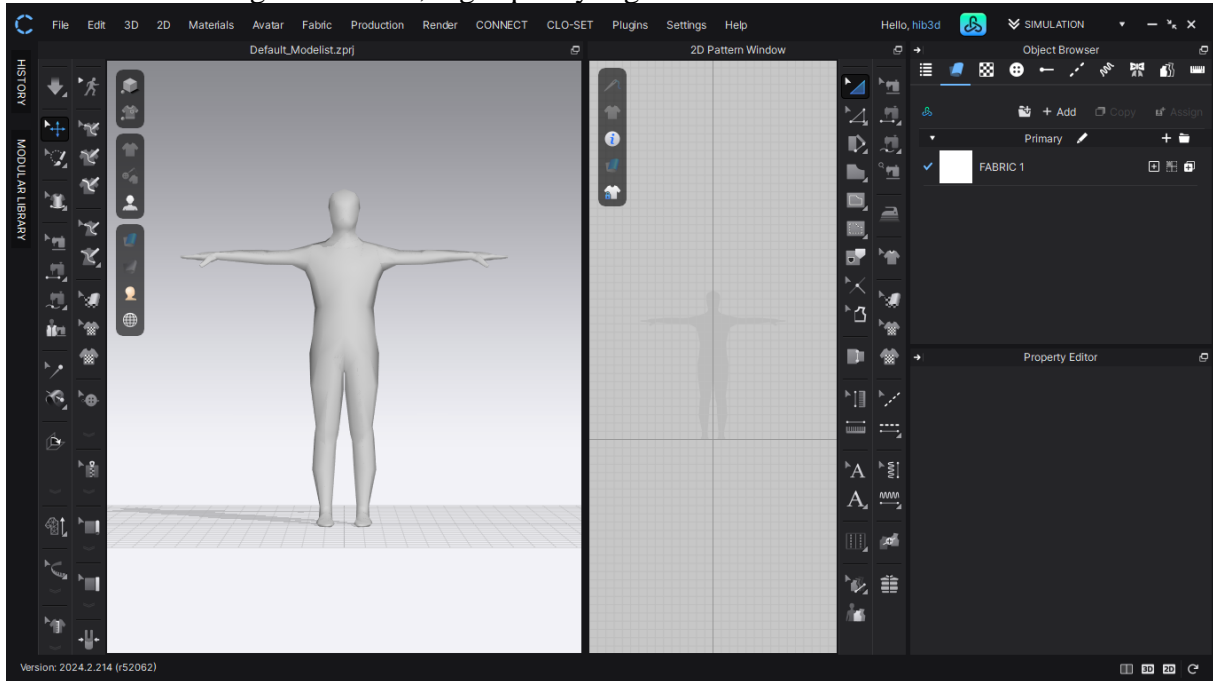 File Edit 3D 2D Materials Avatar Fabric Production Render CONNECT CLO-SET Plugins Settings Help Hello, hib3d SIMULATION
Default_Modelist.zprj 2D Pattern Window Object Browser
HISTORY
MODULAR LIBRARY
+ Add Copy Assign
Primary
FABRIC 1
Property Editor
A
A
Version: 2024.2.214 (r52062) 3D 2D